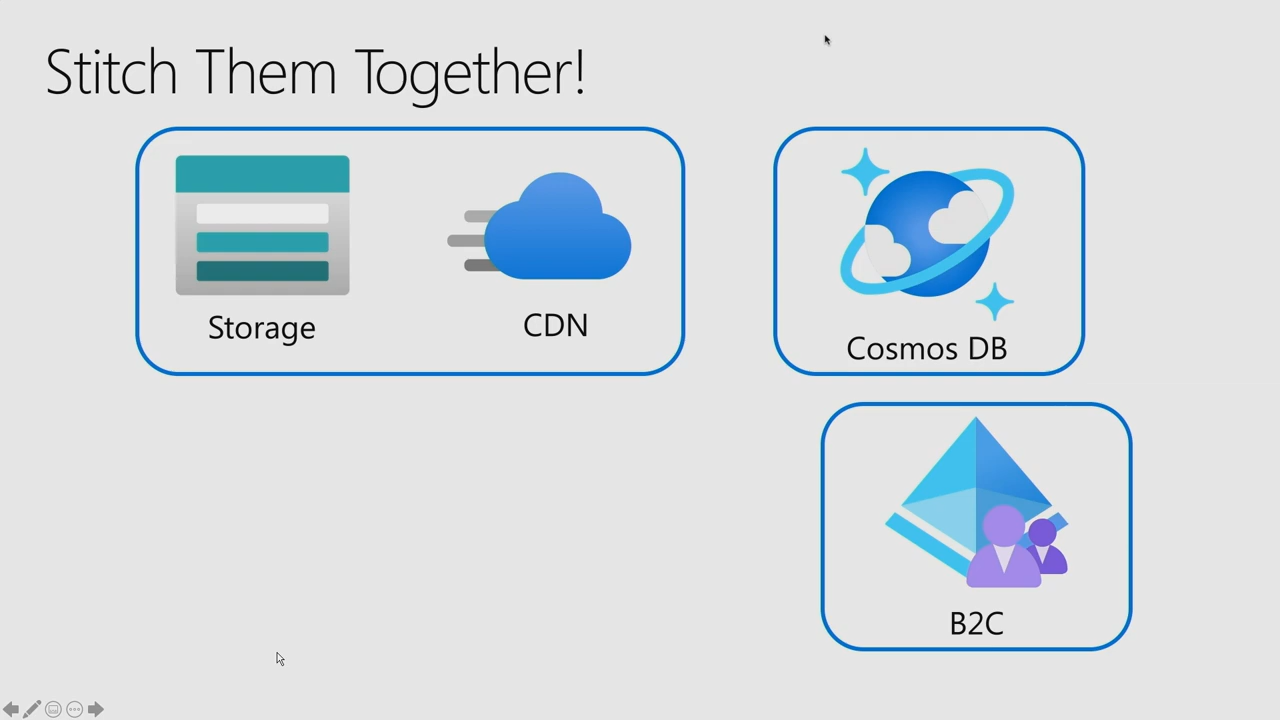 Stitch Them Together!
Storage
CDN
Cosmos DB
B2C